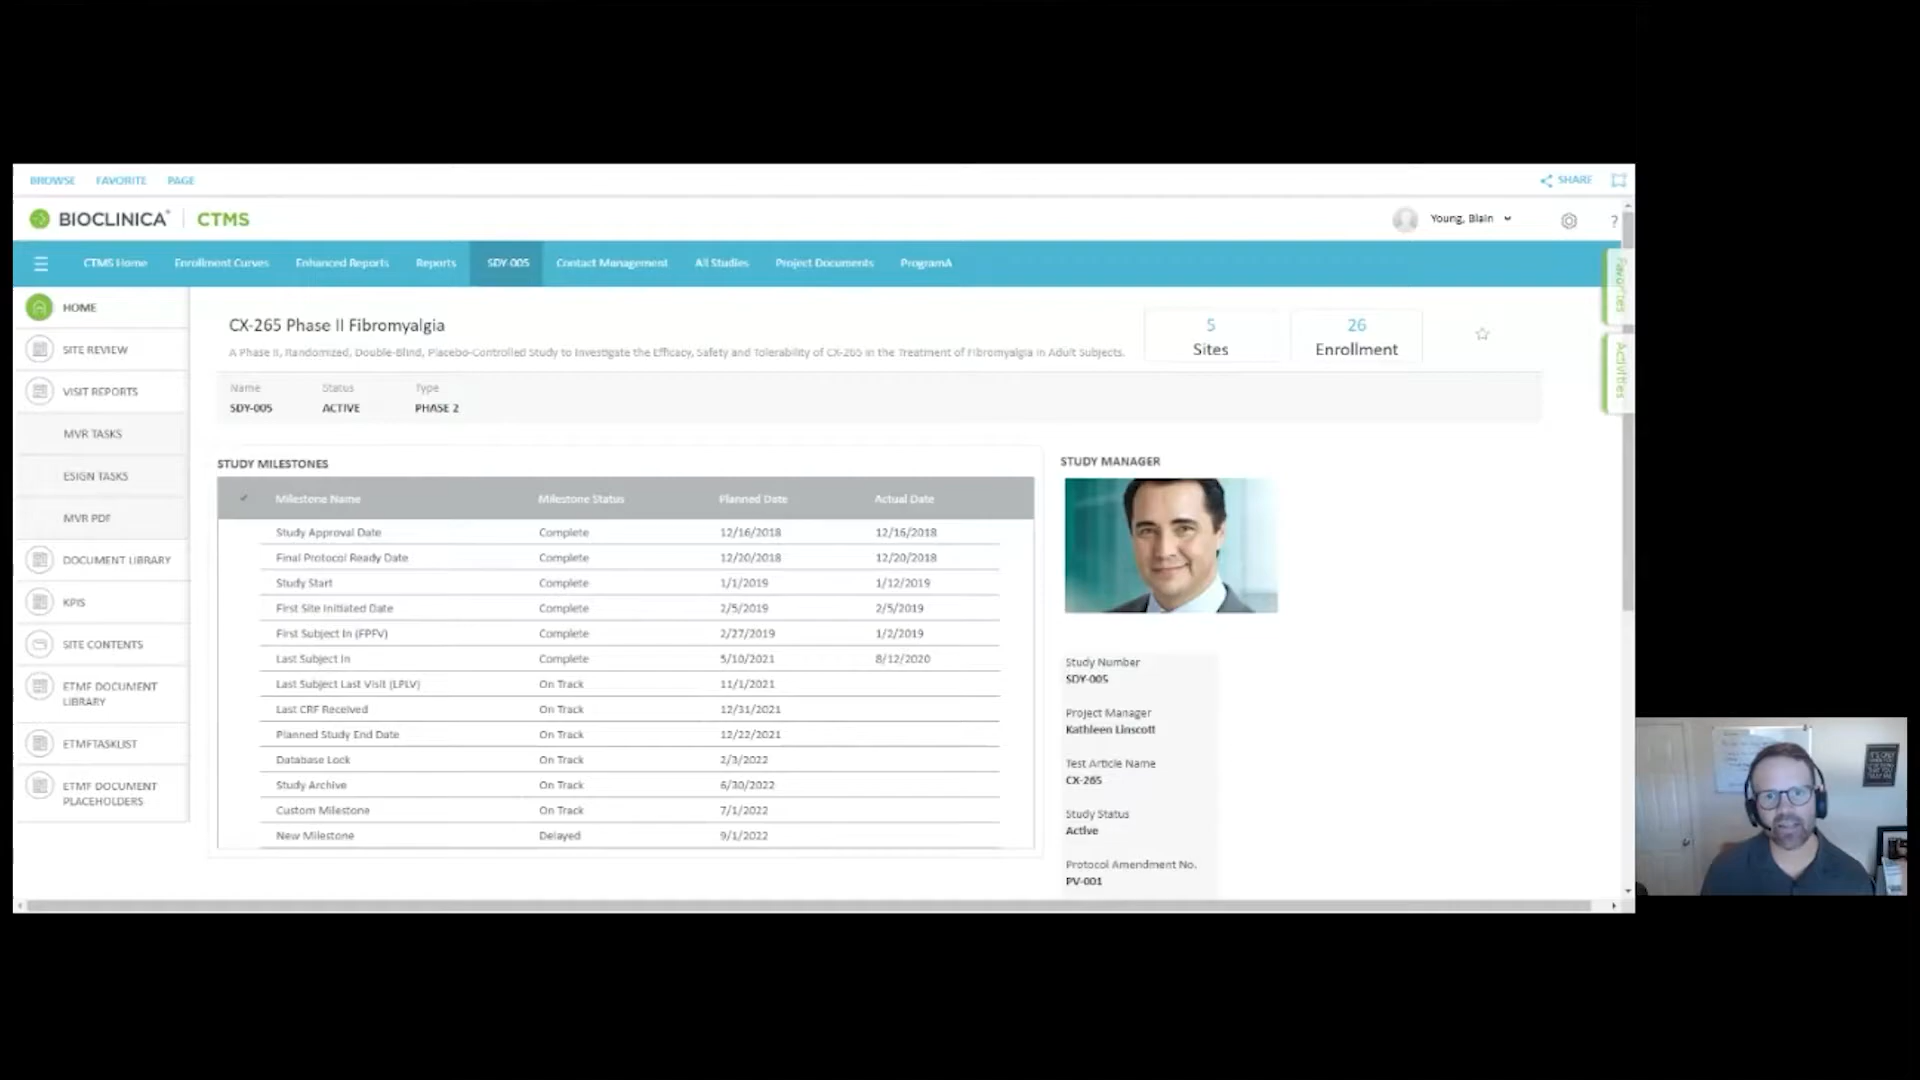 BROWSE FAVORITE PAGE SHARE
BIOCLINICA® CTMS Young, Blain ?
CTMS Home Enrollment Curves Enhanced Reports Reports SDY-005 Contact Management All Studies Project Documents ProgramA
Favorites
Activities
HOME
SITE REVIEW
VISIT REPORTS
MVR TASKS
ESIGN TASKS
MVR PDF
DOCUMENT LIBRARY
KPIS
SITE CONTENTS
ETMF DOCUMENT
LIBRARY
ETMFTASKLIST
ETMF DOCUMENT
PLACEHOLDERS
CX-265 Phase II Fibromyalgia
A Phase II, Randomized, Double-Blind, Placebo-Controlled Study to Investigate the Efficacy, Safety and Tolerability of CX-265 in the Treatment of Fibromyalgia in Adult Subjects.
5
Sites
26
Enrollment
Name Status Type
SDY-005 ACTIVE PHASE 2
STUDY MILESTONES
Milestone Name Milestone Status Planned Date Actual Date
Study Approval Date Complete 12/16/2018 12/16/2018
Final Protocol Ready Date Complete 12/20/2018 12/20/2018
Study Start Complete 1/1/2019 1/12/2019
First Site Initiated Date Complete 2/5/2019 2/5/2019
First Subject In (FPFV) Complete 2/27/2019 1/2/2019
Last Subject In Complete 5/10/2021 8/12/2020
Last Subject Last Visit (LPLV) On Track 11/1/2021
Last CRF Received On Track 12/31/2021
Planned Study End Date On Track 12/22/2021
Database Lock On Track 2/3/2022
Study Archive On Track 6/30/2022
Custom Milestone On Track 7/1/2022
New Milestone Delayed 9/1/2022
STUDY MANAGER
Study Number
SDY-005
Project Manager
Kathleen Linscott
Test Article Name
CX-265
Study Status
Active
Protocol Amendment No.
PV-001